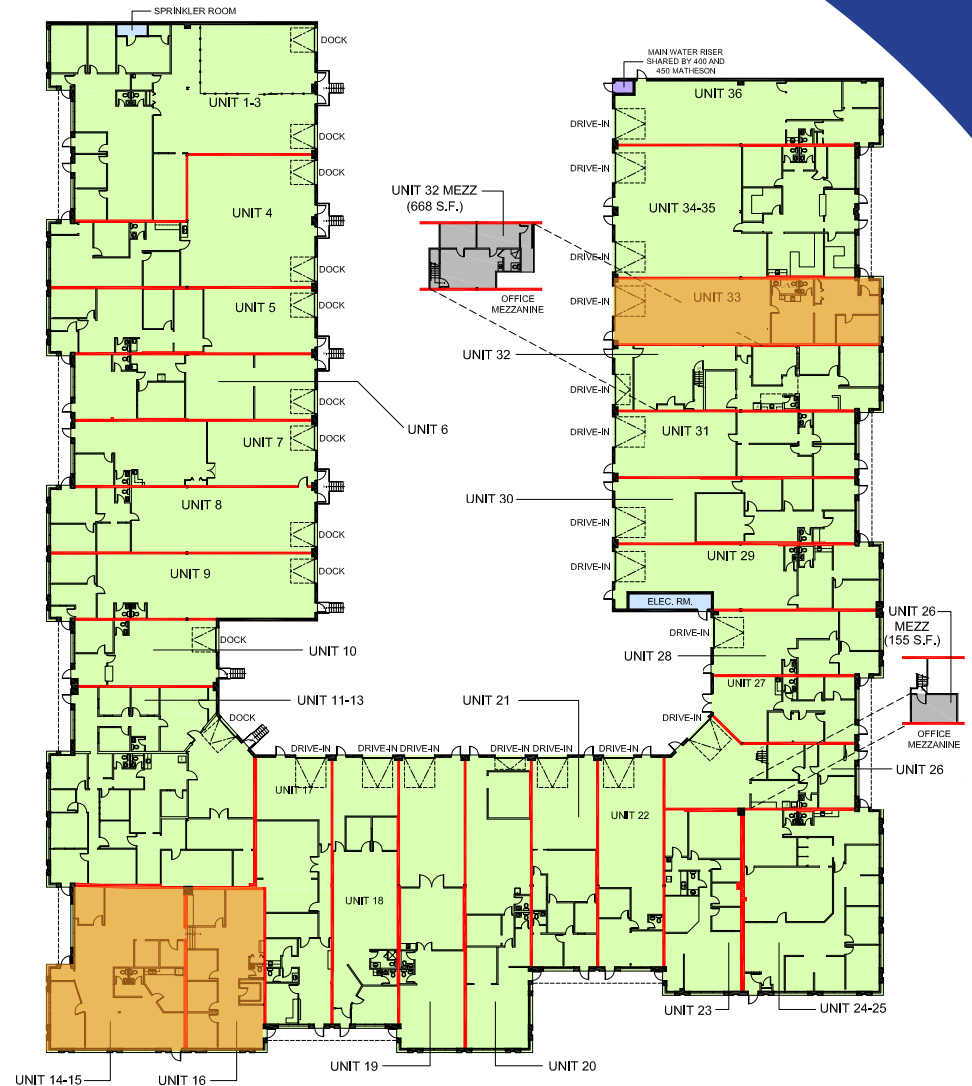 SPRINKLER ROOM
DOCK
UNIT 1-3
DOCK
UNIT 4
DOCK
DOCK
UNIT 5
DOCK
DOCK
UNIT 6
UNIT 7
DOCK
UNIT 8
DOCK
UNIT 9
DOCK
DOCK
UNIT 10
UNIT 11-13
DOCK
DRIVE-IN
DRIVE-IN
DRIVE-IN
DRIVE-IN
DRIVE-IN
DRIVE-IN
UNIT 17
UNIT 18
UNIT 21
UNIT 22
UNIT 14-15
UNIT 16
UNIT 19
UNIT 20
UNIT 23
UNIT 24-25
MAIN WATER RISER
SHARED BY 400 AND
450 MATHESON
UNIT 36
DRIVE-IN
DRIVE-IN
UNIT 34-35
UNIT 32 MEZZ
(668 S.F.)
OFFICE
MEZZANINE
DRIVE-IN
DRIVE-IN
UNIT 33
UNIT 32
DRIVE-IN
DRIVE-IN
UNIT 31
UNIT 30
DRIVE-IN
UNIT 29
DRIVE-IN
ELEC. RM.
DRIVE-IN
UNIT 28
UNIT 27
DRIVE-IN
UNIT 26
MEZZ
(155 S.F.)
OFFICE
MEZZANINE
UNIT 26